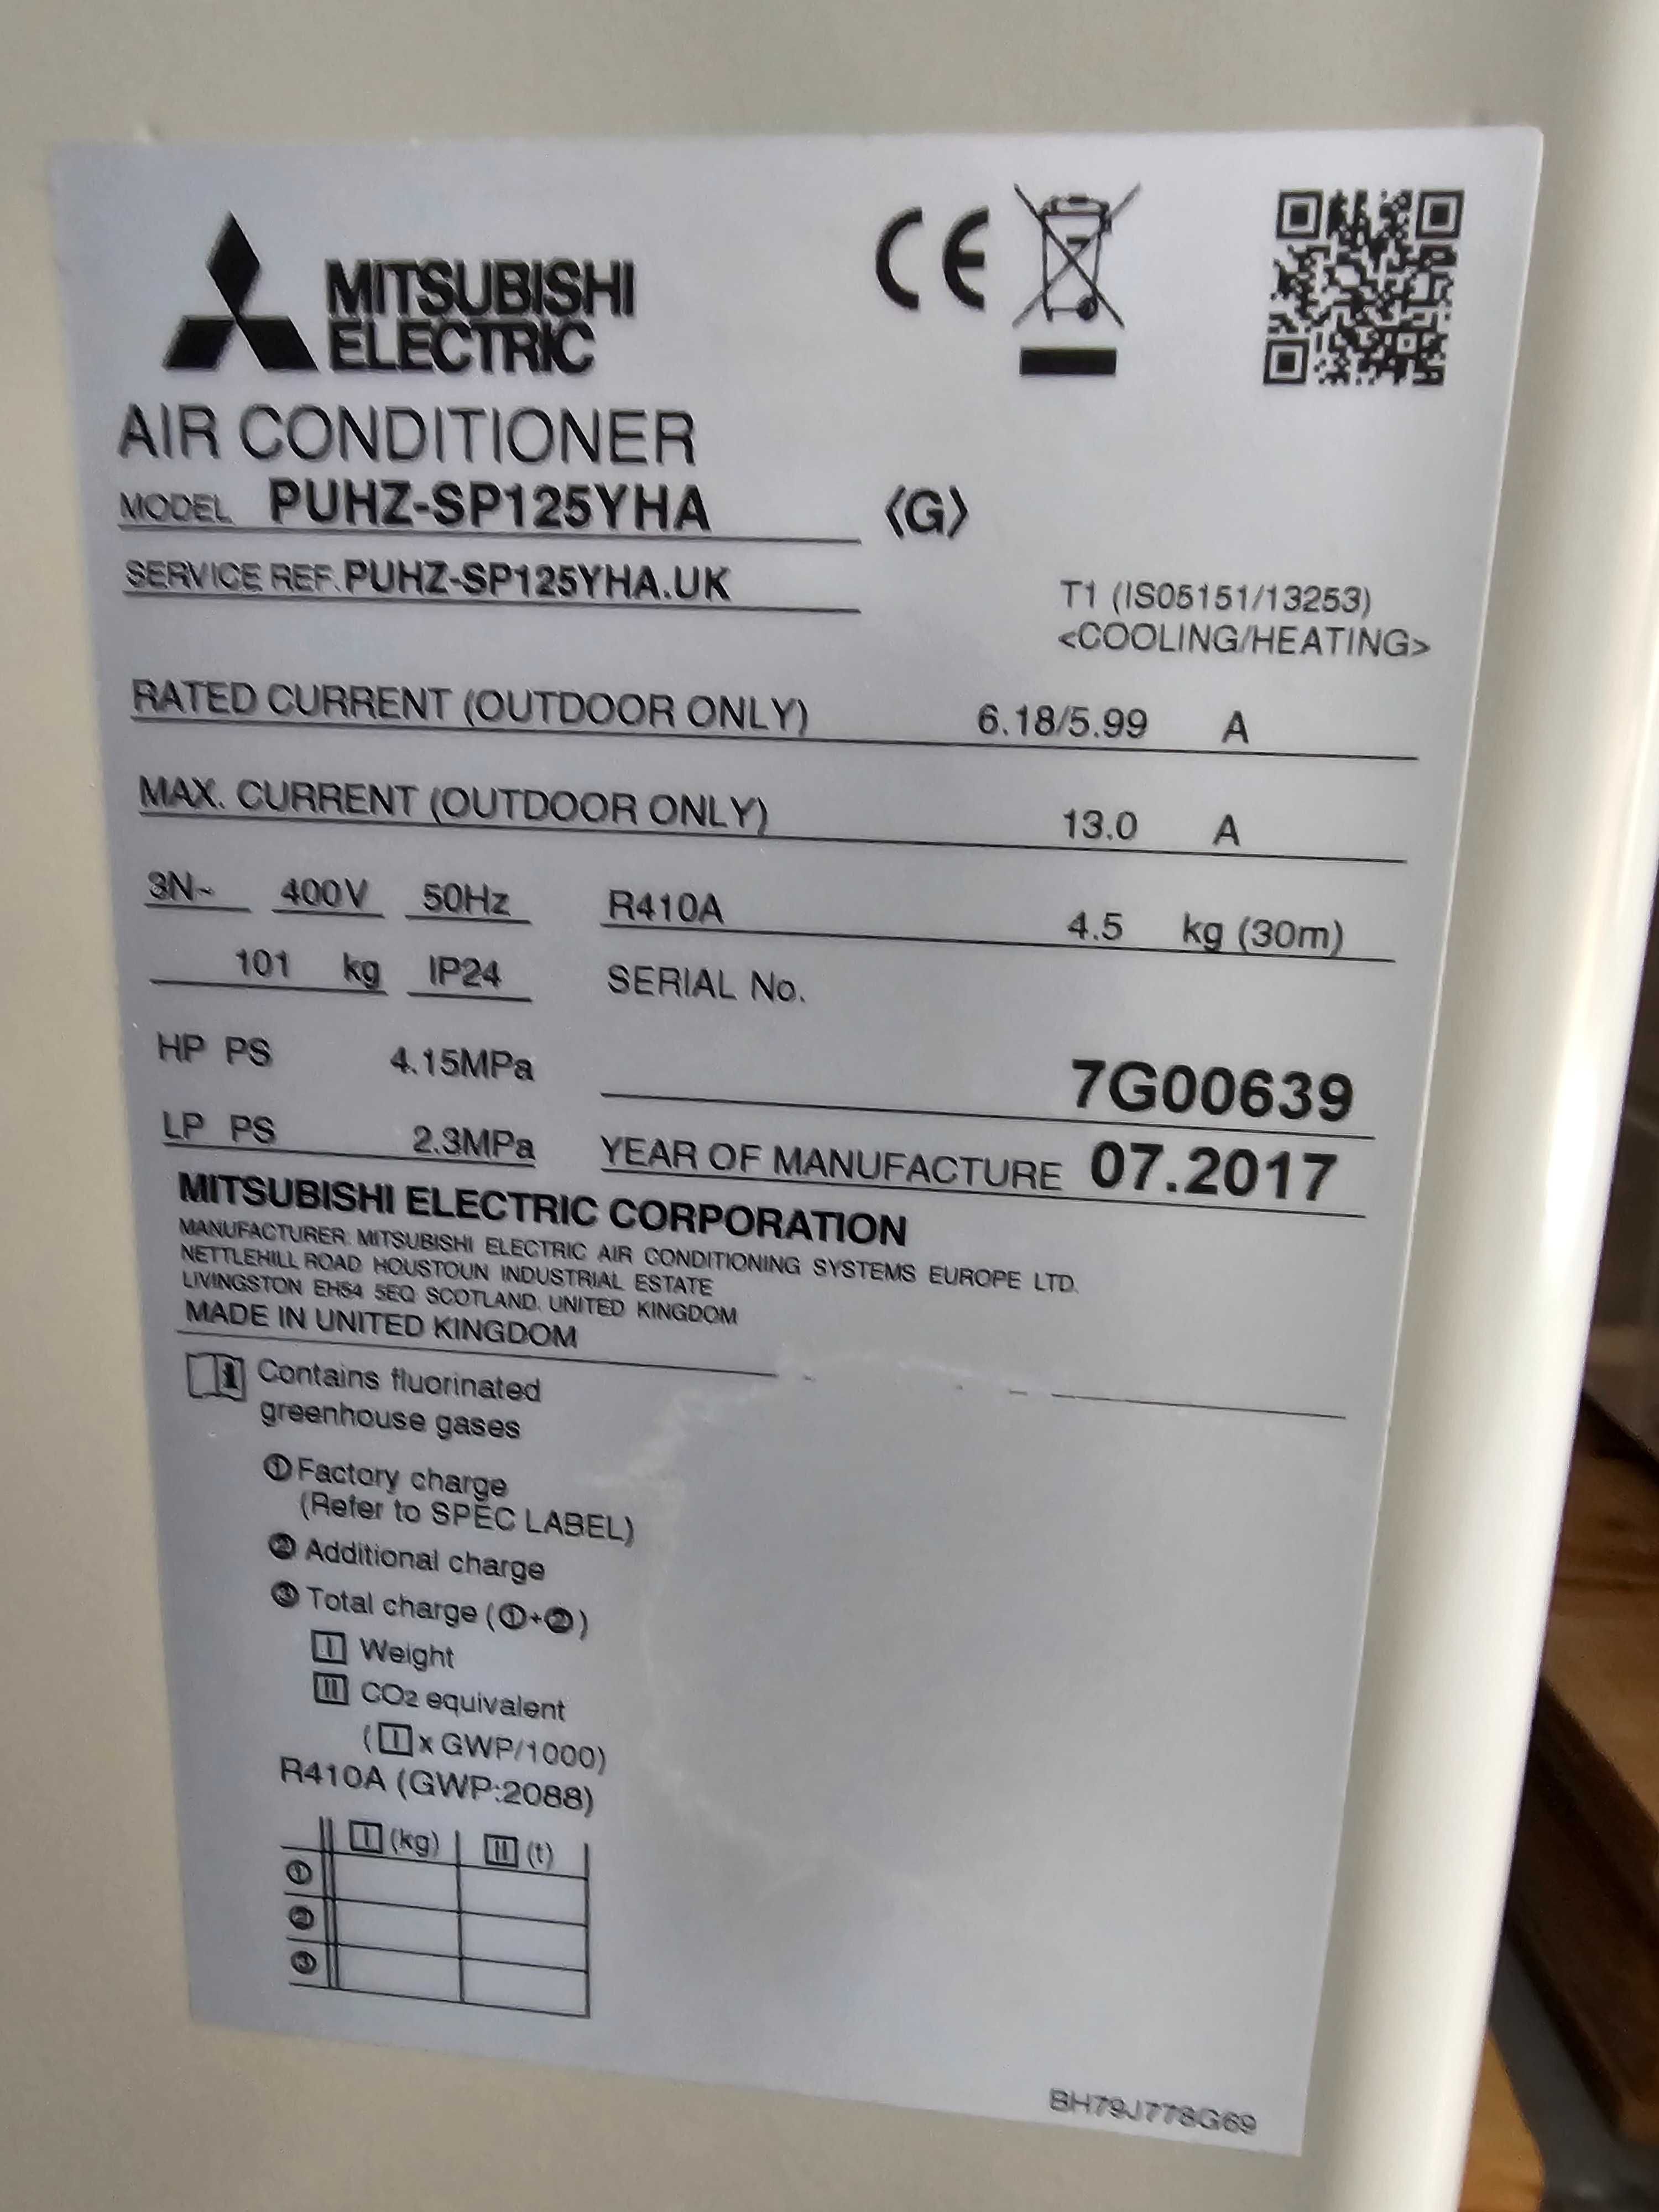 MITSUBISHI
ELECTRIC
CE
AIR CONDITIONER
MODEL PUHZ-SP125YHA 〈G〉
SERVICE REF. PUHZ-SP125YHA.UK
T1 (ISO5151/13253)
<COOLING/HEATING>
RATED CURRENT (OUTDOOR ONLY) 6.18/5.99 A
MAX. CURRENT (OUTDOOR ONLY) 13.0 A
3N~ 400V 50Hz R410A 4.5 kg (30m)
101 kg IP24 SERIAL No.
HP PS 4.15MPa 7G00639
LP PS 2.3MPa YEAR OF MANUFACTURE 07.2017
MITSUBISHI ELECTRIC CORPORATION
MANUFACTURER: MITSUBISHI ELECTRIC AIR CONDITIONING SYSTEMS EUROPE LTD.
NETTLEHILL ROAD HOUSTOUN INDUSTRIAL ESTATE
LIVINGSTON EH54 5EQ SCOTLAND, UNITED KINGDOM
MADE IN UNITED KINGDOM
Contains fluorinated
greenhouse gases
① Factory charge
(Refer to SPEC LABEL)
② Additional charge
③ Total charge (①+②)
I Weight
II CO2 equivalent
(I x GWP/1000)
R410A (GWP:2088)
I (kg) II (t)
①
②
③
BH79J778G69